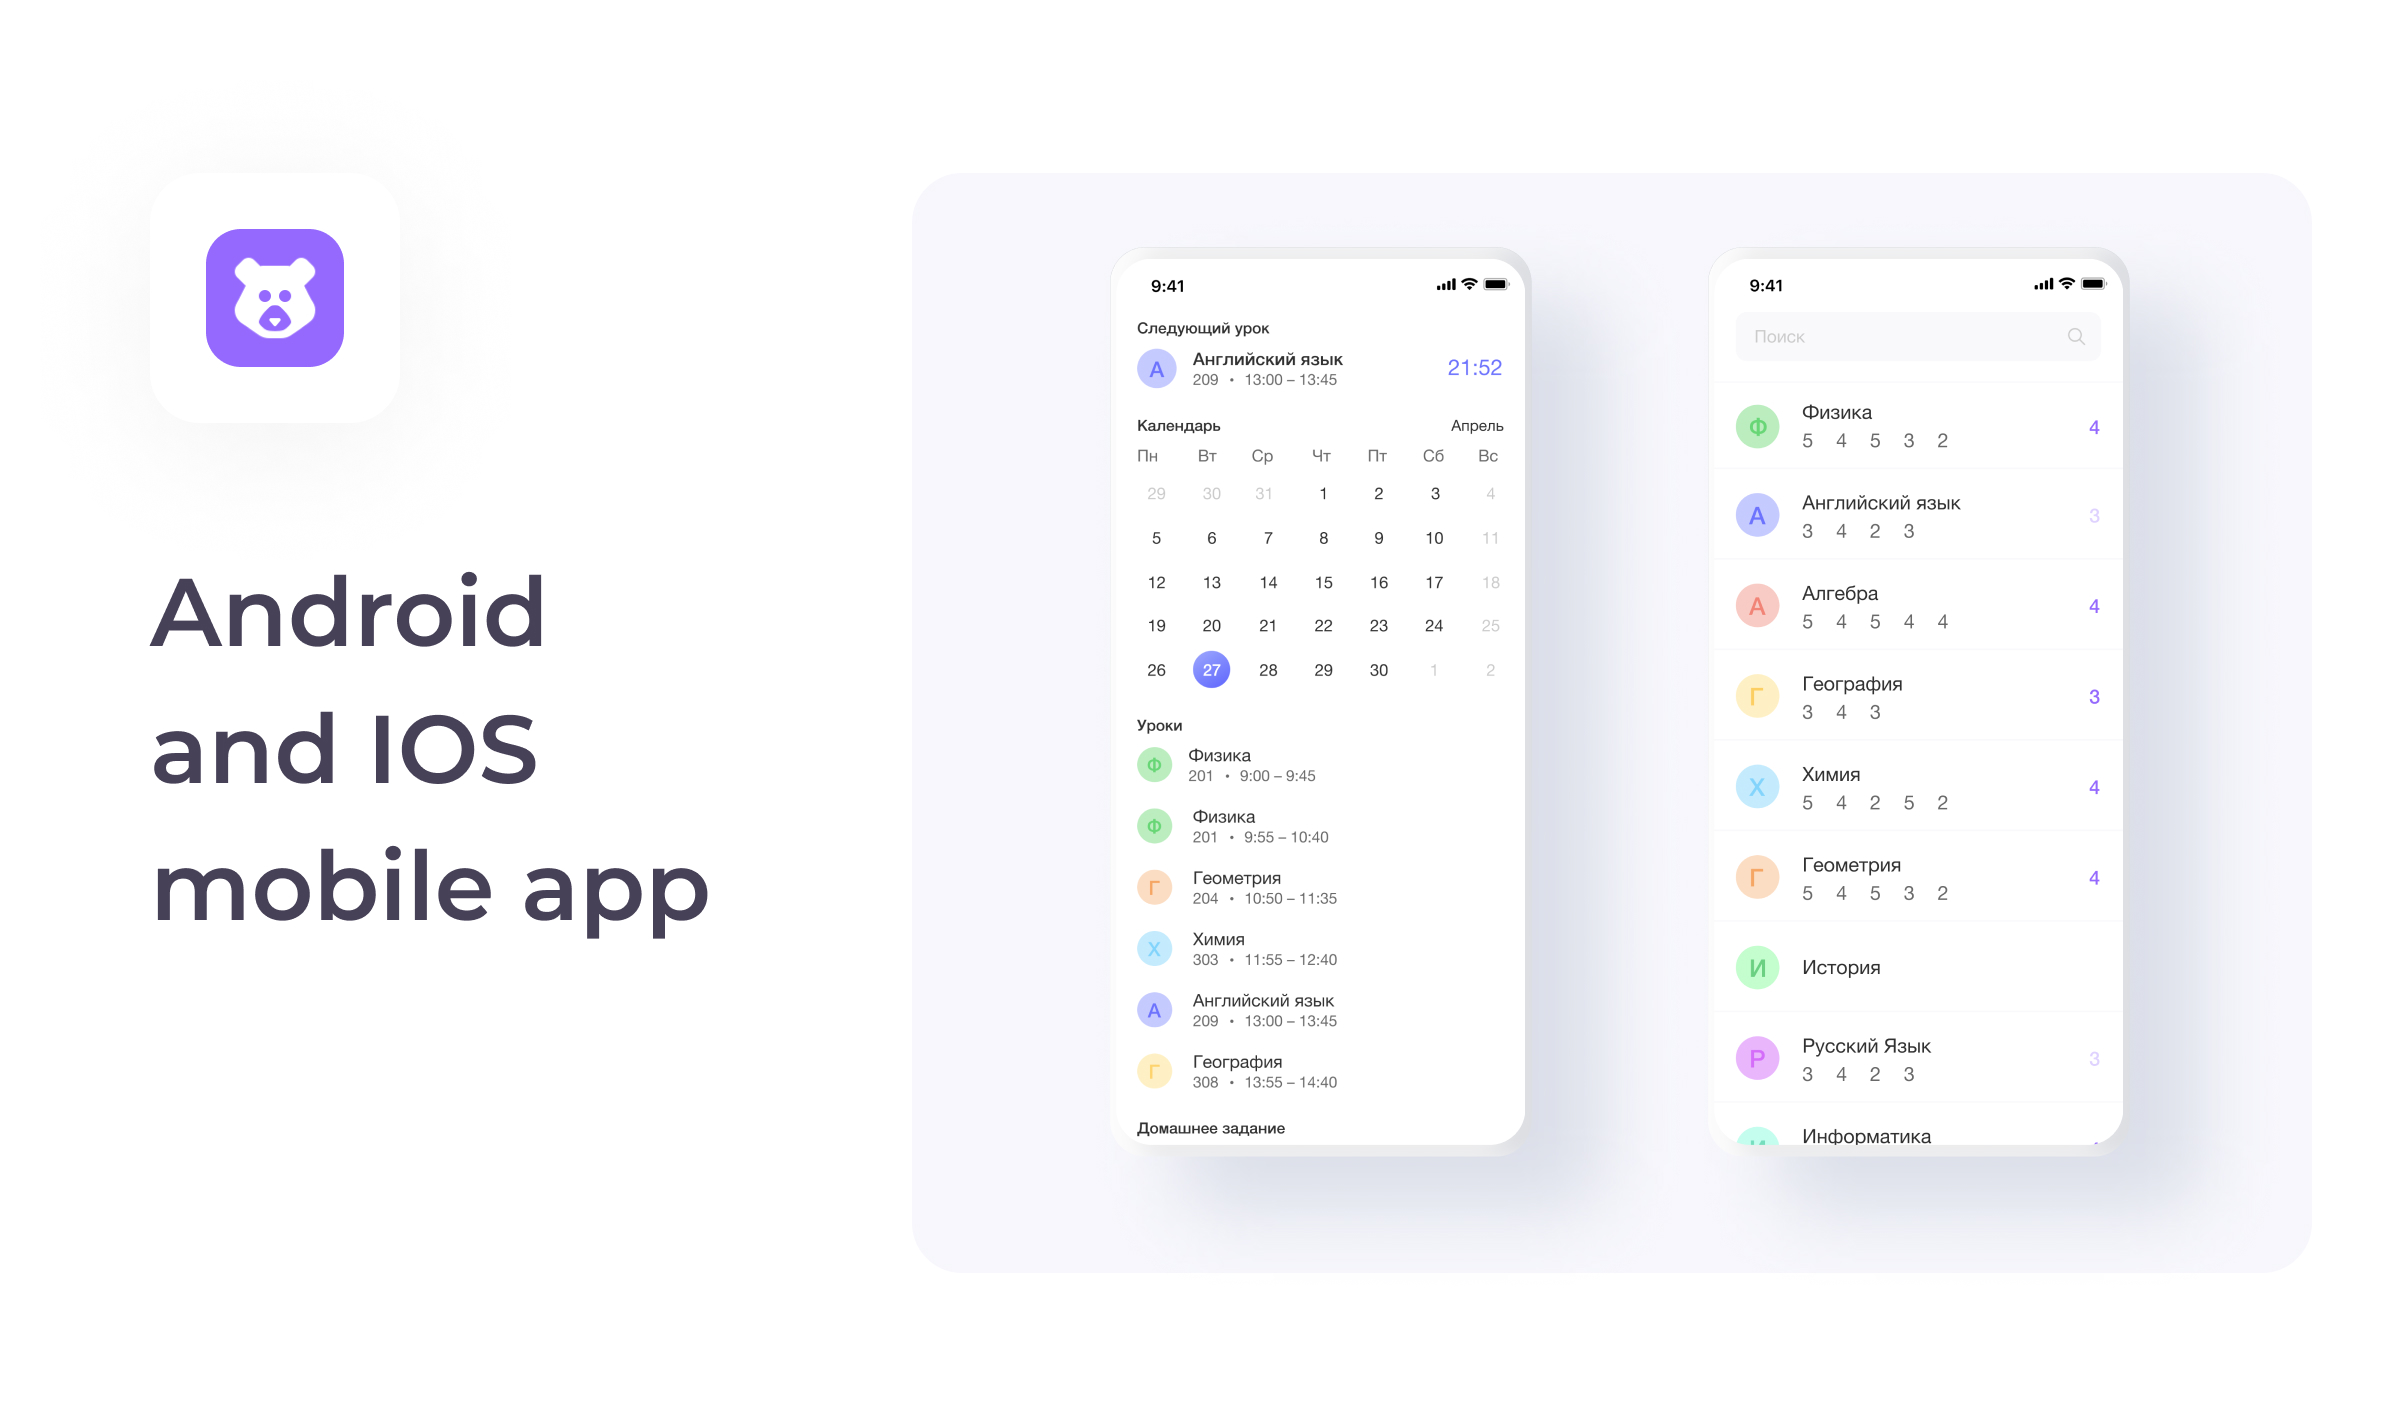 Android
and IOS
mobile app
9:41
Следующий урок
А
Английский язык
209 • 13:00 – 13:45
21:52
Календарь
Апрель
Пн Вт Ср Чт Пт Сб Вс
29 30 31 1 2 3 4
5 6 7 8 9 10 11
12 13 14 15 16 17 18
19 20 21 22 23 24 25
26 27 28 29 30 1 2
Уроки
Ф
Физика
201 • 9:00 – 9:45
Ф
Физика
201 • 9:55 – 10:40
Г
Геометрия
204 • 10:50 – 11:35
Х
Химия
303 • 11:55 – 12:40
А
Английский язык
209 • 13:00 – 13:45
Г
География
308 • 13:55 – 14:40
Домашнее задание
9:41
Поиск
Ф
Физика
5 4 5 3 2
4
А
Английский язык
3 4 2 3
3
А
Алгебра
5 4 5 4 4
4
Г
География
3 4 3
3
Х
Химия
5 4 2 5 2
4
Г
Геометрия
5 4 5 3 2
4
И
История
Р
Русский Язык
3 4 2 3
3
И
Информатика